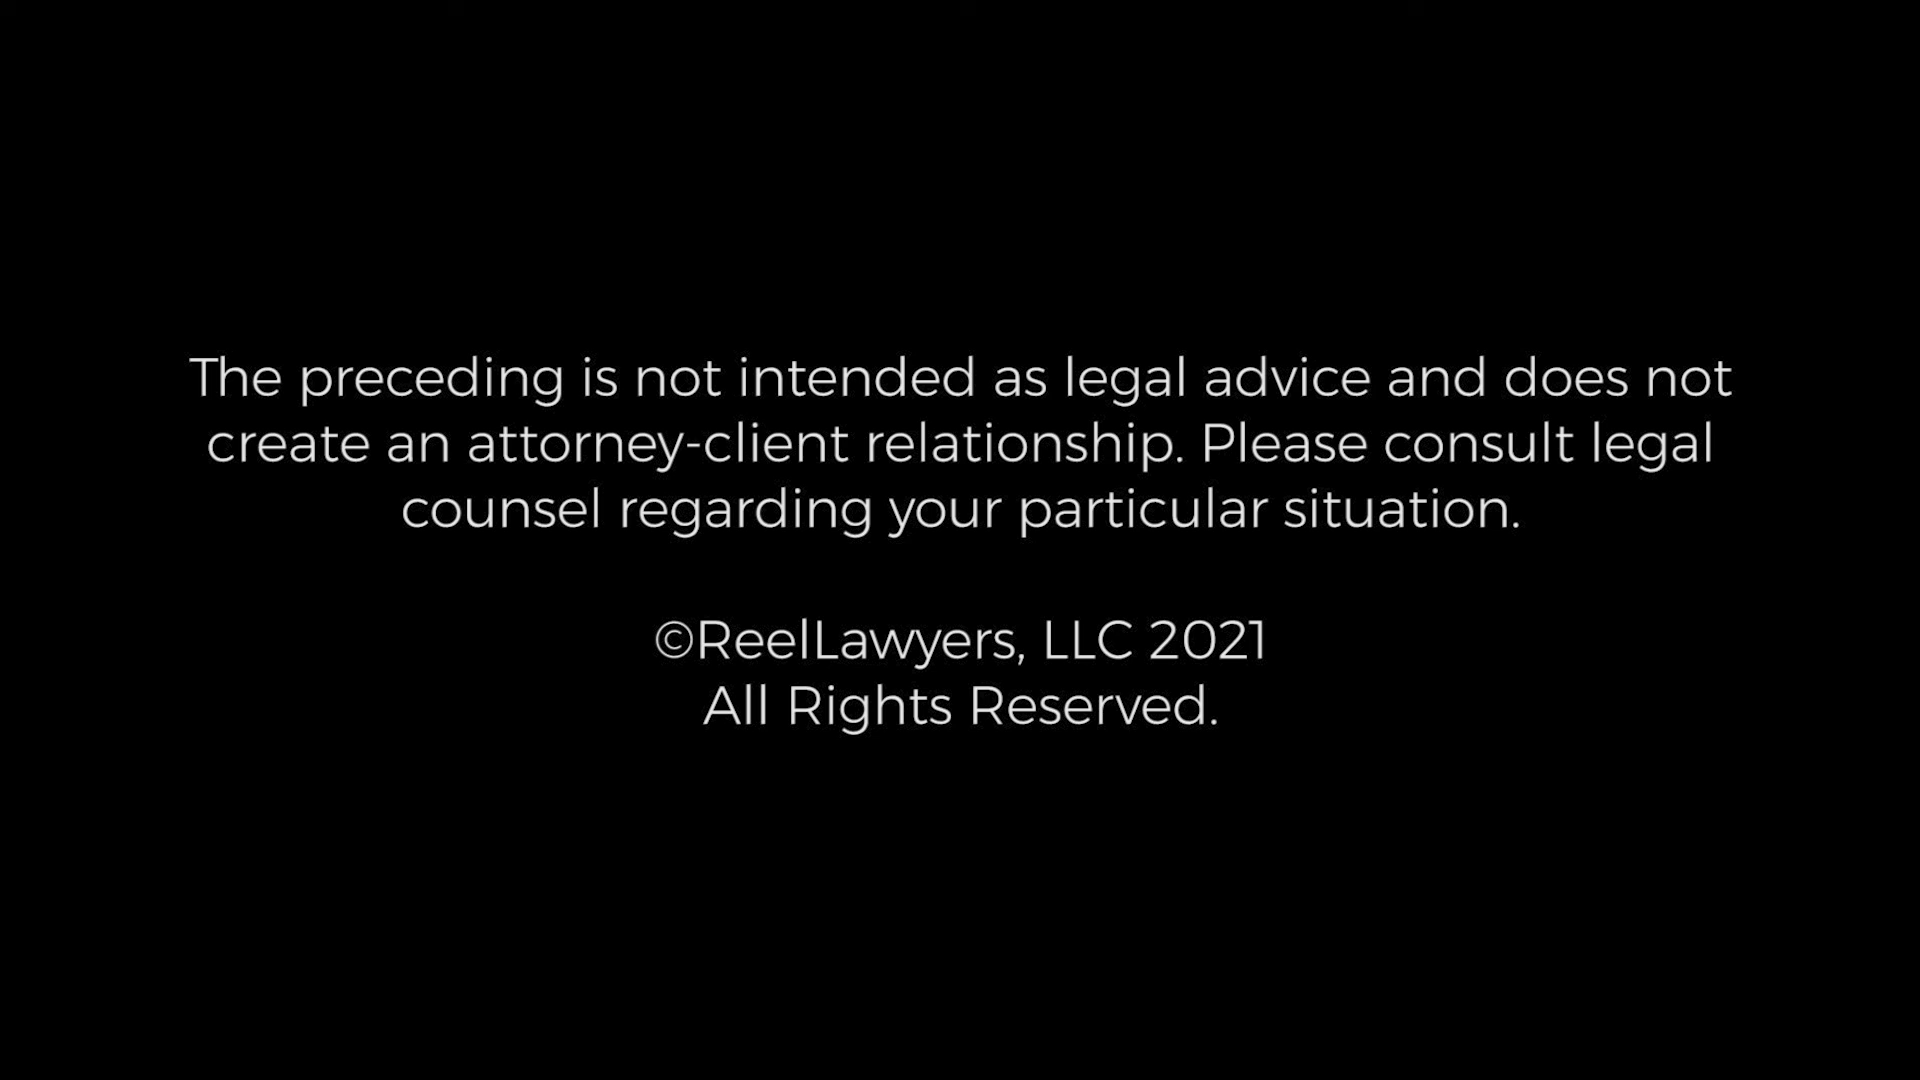 The preceding is not intended as legal advice and does not
create an attorney-client relationship. Please consult legal
counsel regarding your particular situation.
©ReelLawyers, LLC 2021
All Rights Reserved.